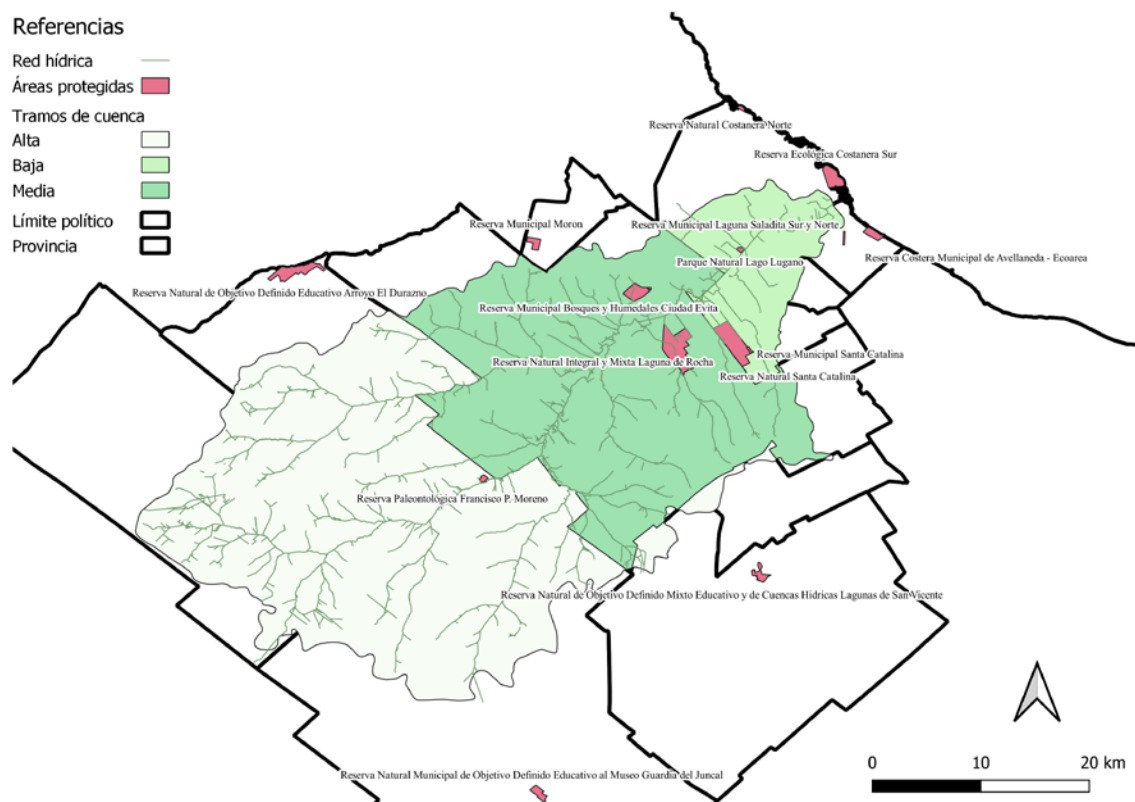 Referencias
Red hídrica
Áreas protegidas
Tramos de cuenca
Alta
Baja
Media
Límite político
Provincia
Reserva Natural Costanera Norte
Reserva Ecológica Costanera Sur
Reserva Municipal Moron
Reserva Municipal Laguna Saladita Sur y Norte
Reserva Costera Municipal de Avellaneda - Ecoarea
Parque Natural Lago Lugano
Reserva Natural de Objetivo Definido Educativo Arroyo El Durazno
Reserva Municipal Bosques y Humedales Ciudad Evita
Reserva Municipal Santa Catalina
Reserva Natural Integral y Mixta Laguna de Rocha
Reserva Natural Santa Catalina
Reserva Paleontológica Francisco P. Moreno
Reserva Natural de Objetivo Definido Mixto Educativo y de Cuencas Hídricas Lagunas de San Vicente
Reserva Natural Municipal de Objetivo Definido Educativo al Museo Guardia del Juncal
0 10 20 km